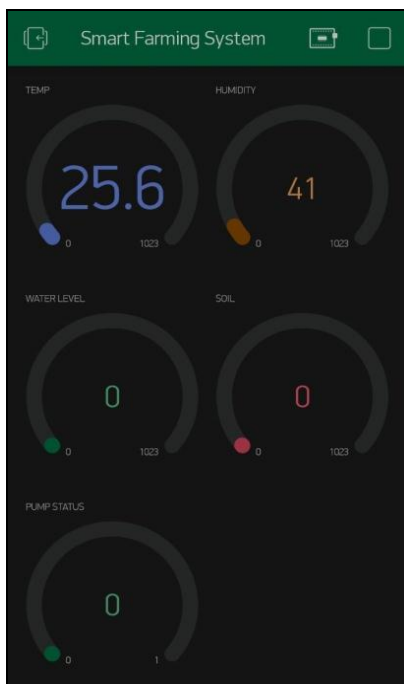 Smart Farming System
TEMP HUMIDITY
25.6 41
0 1023 0 1023
WATER LEVEL SOIL
0 0
0 1023 0 1023
PUMP STATUS
0
0 1